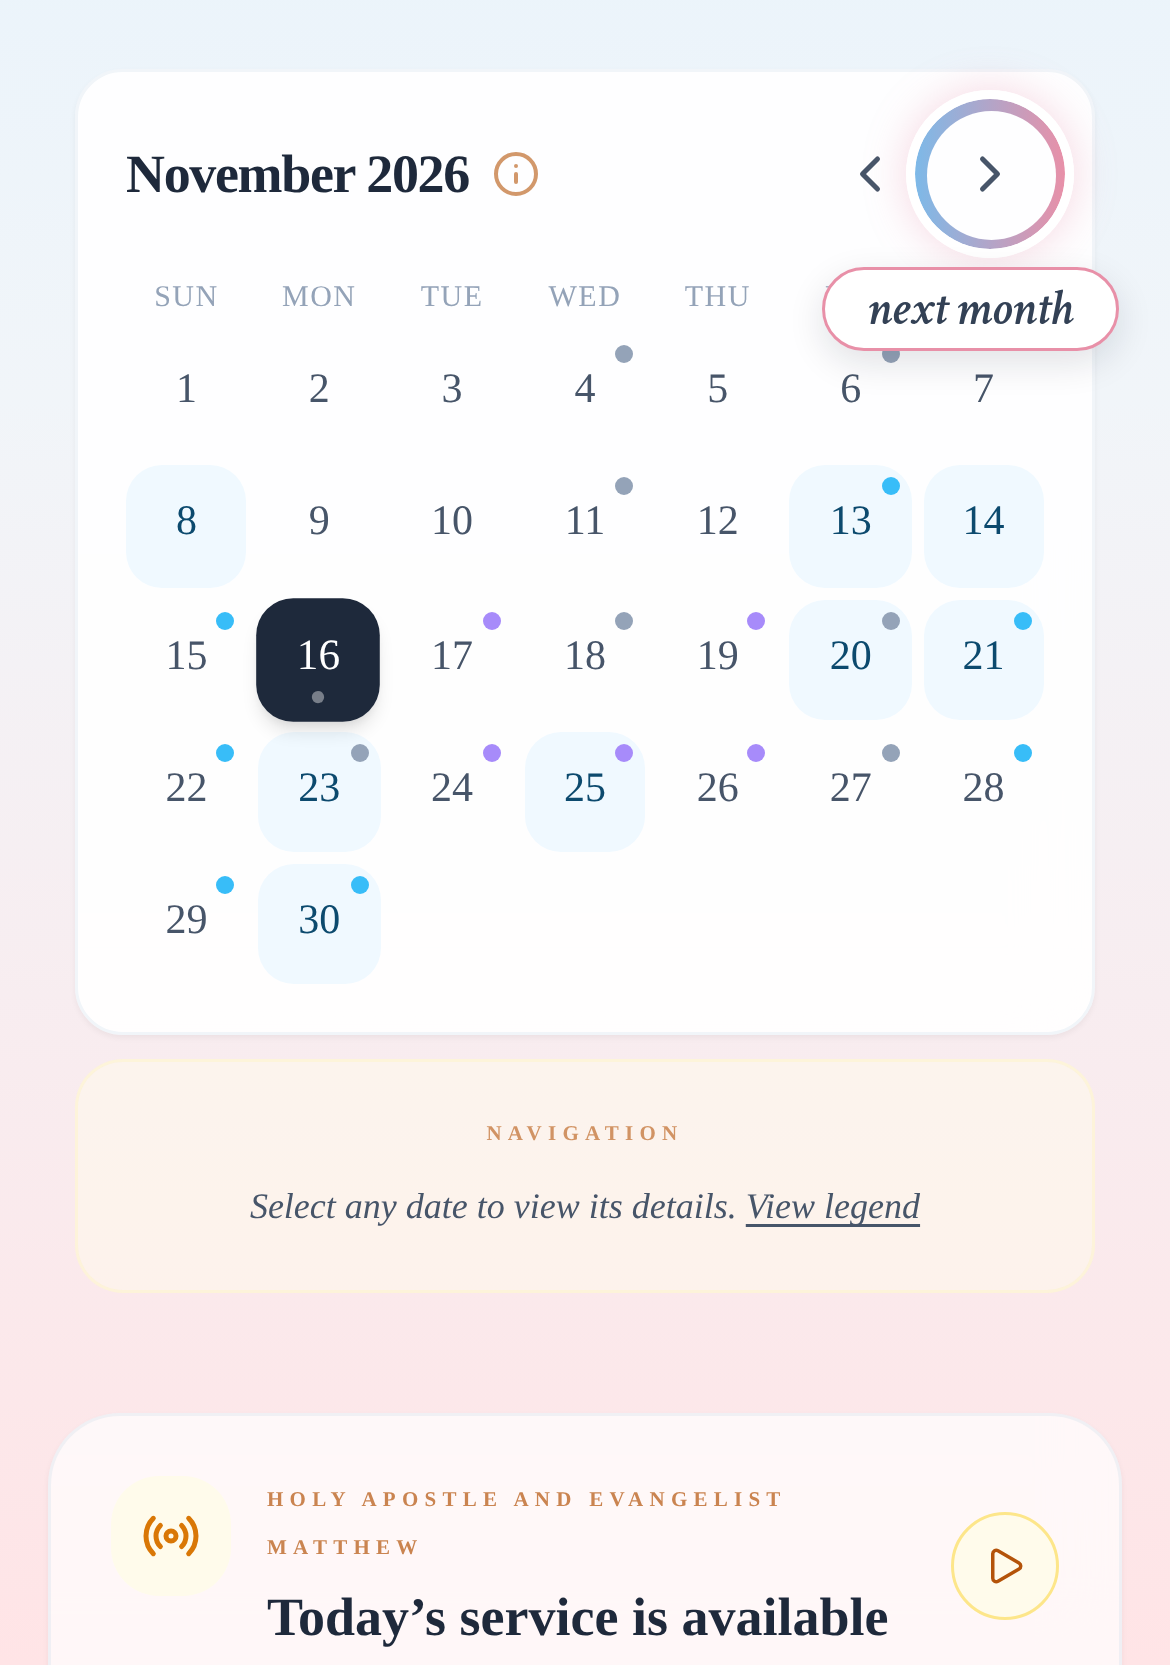 November 2026
SUN MON TUE WED THU
next month
1 2 3 4 5 6 7
8 9 10 11 12 13 14
15 16 17 18 19 20 21
22 23 24 25 26 27 28
29 30
NAVIGATION
Select any date to view its details. View legend
HOLY APOSTLE AND EVANGELIST
MATTHEW
Today’s service is available